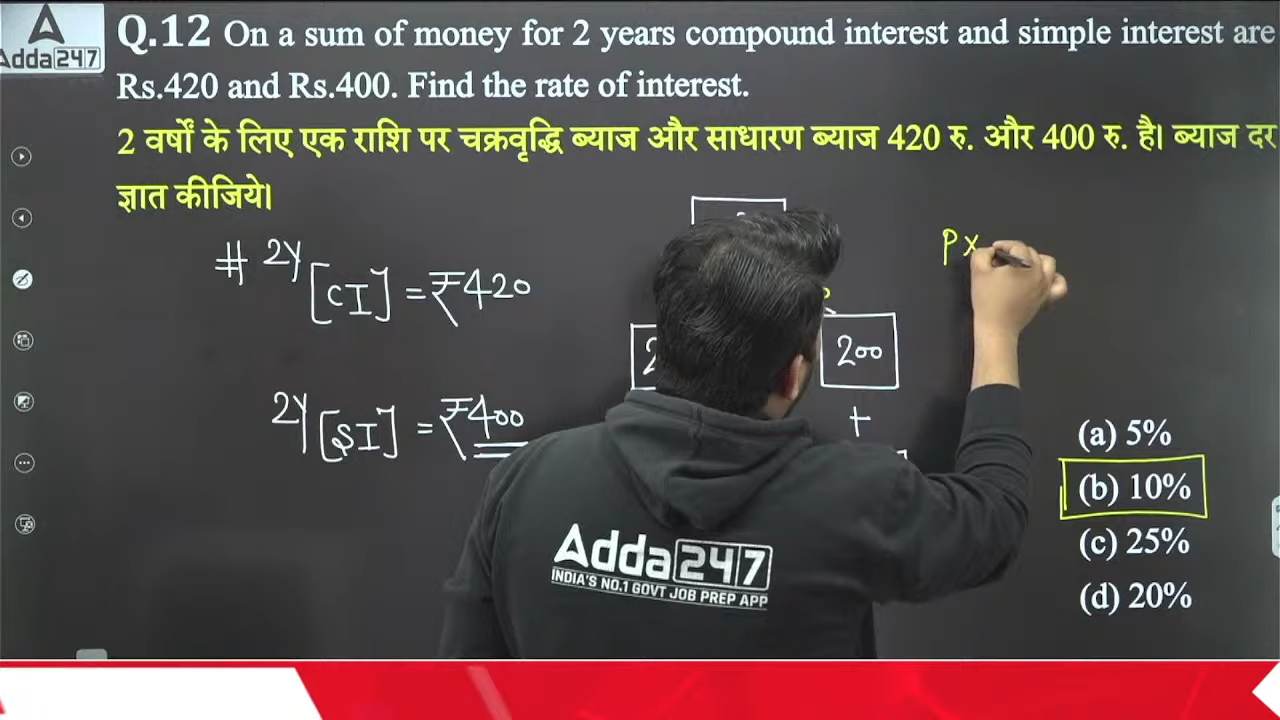 Adda247
Q.12 On a sum of money for 2 years compound interest and simple interest are
Rs.420 and Rs.400. Find the rate of interest.
2 वर्षों के लिए एक राशि पर चक्रवृद्धि ब्याज और साधारण ब्याज 420 रु. और 400 रु. है। ब्याज दर
ज्ञात कीजिये।
# 2y [CI] = ₹420
2y [SI] = ₹400
200
+
P×
(a) 5%
(b) 10%
(c) 25%
(d) 20%
Adda247
INDIA'S NO.1 GOVT JOB PREP APP